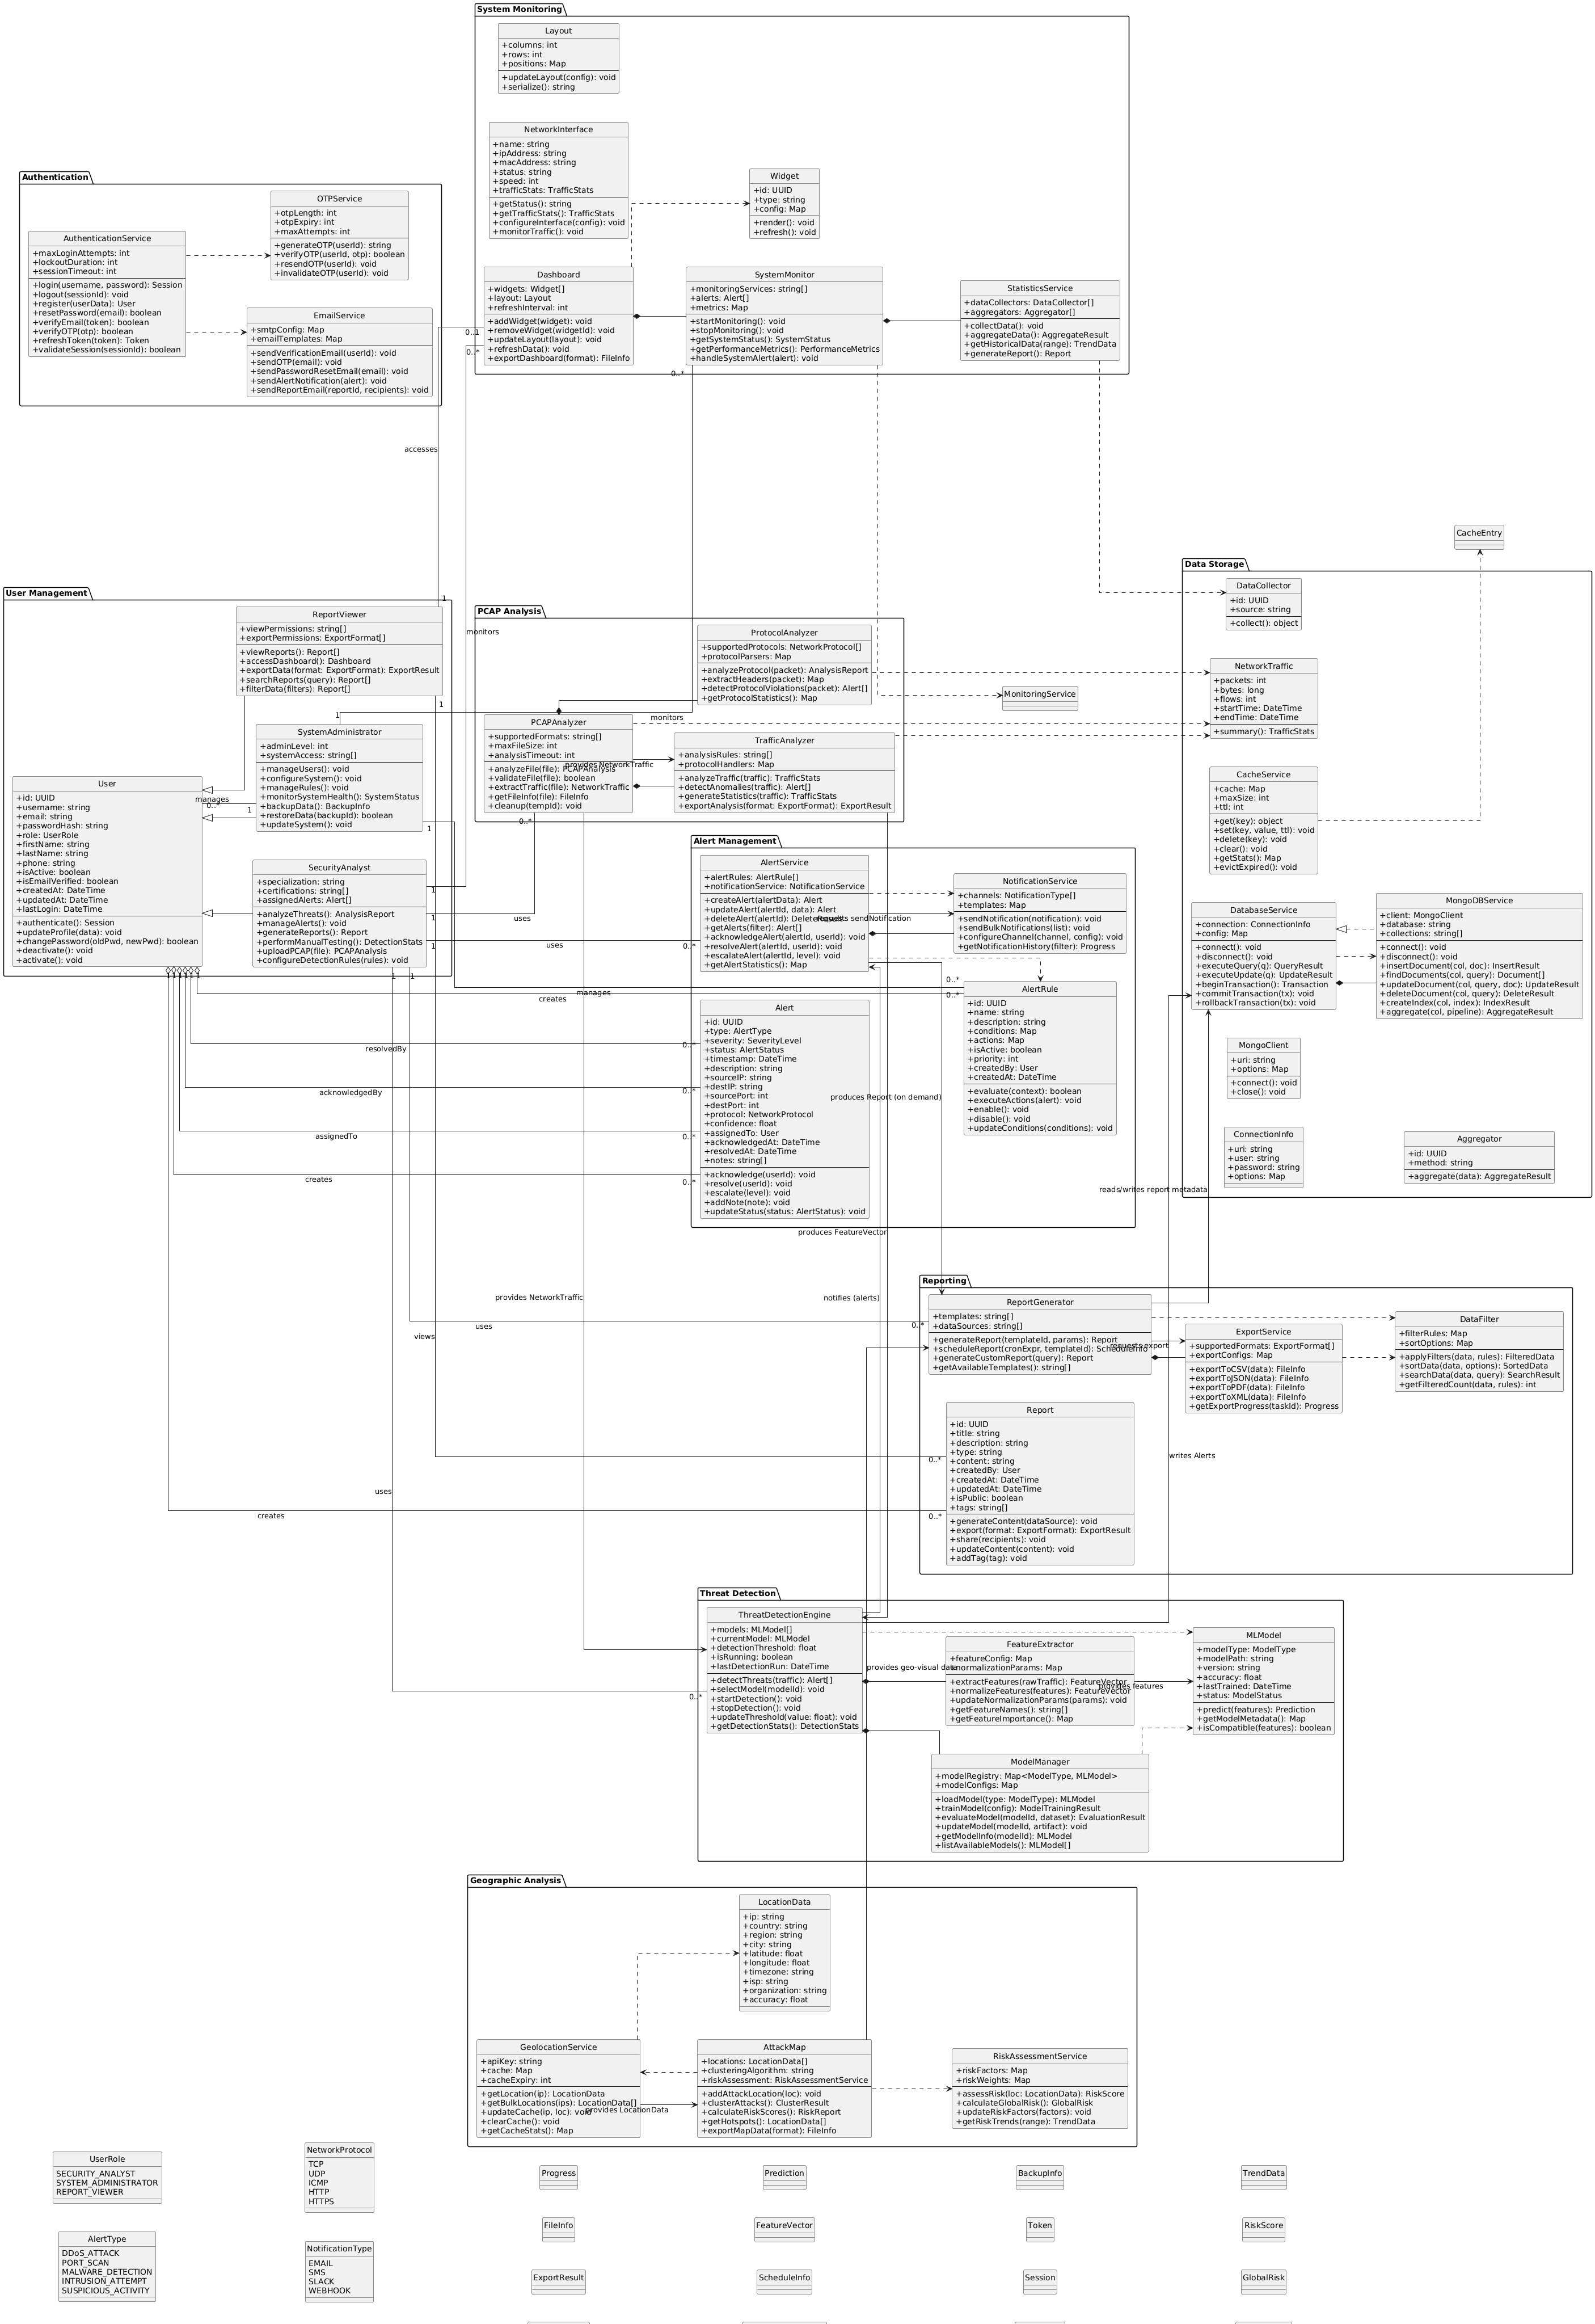 System Monitoring
Layout
+columns: int
+rows: int
+positions: Map
+updateLayout(config): void
+serialize(): string
NetworkInterface
+name: string
+ipAddress: string
+macAddress: string
+status: string
+speed: int
+trafficStats: TrafficStats
+getStatus(): string
+getTrafficStats(): TrafficStats
+configureInterface(config): void
+monitorTraffic(): void
Widget
+id: UUID
+type: string
+config: Map
+render(): void
+refresh(): void
Dashboard
+widgets: Widget[]
+layout: Layout
+refreshInterval: int
+addWidget(widget): void
+removeWidget(widgetId): void
+updateLayout(layout): void
+refreshData(): void
+exportDashboard(format): FileInfo
SystemMonitor
+monitoringServices: string[]
+alerts: Alert[]
+metrics: Map
+startMonitoring(): void
+stopMonitoring(): void
+getSystemStatus(): SystemStatus
+getPerformanceMetrics(): PerformanceMetrics
+handleSystemAlert(alert): void
StatisticsService
+dataCollectors: DataCollector[]
+aggregators: Aggregator[]
+collectData(): void
+aggregateData(): AggregateResult
+getHistoricalData(range): TrendData
+generateReport(): Report
0..1
0..*
0..*
Authentication
OTPService
+otpLength: int
+otpExpiry: int
+maxAttempts: int
+generateOTP(userId): string
+verifyOTP(userId, otp): boolean
+resendOTP(userId): void
+invalidateOTP(userId): void
AuthenticationService
+maxLoginAttempts: int
+lockoutDuration: int
+sessionTimeout: int
+login(username, password): Session
+logout(sessionId): void
+register(userData): User
+resetPassword(email): boolean
+verifyEmail(token): boolean
+verifyOTP(otp): boolean
+refreshToken(token): Token
+validateSession(sessionId): boolean
EmailService
+smtpConfig: Map
+emailTemplates: Map
+sendVerificationEmail(userId): void
+sendOTP(email): void
+sendPasswordResetEmail(email): void
+sendAlertNotification(alert): void
+sendReportEmail(reportId, recipients): void
accesses
1
monitors
User Management
ReportViewer
+viewPermissions: string[]
+exportPermissions: ExportFormat[]
+viewReports(): Report[]
+accessDashboard(): Dashboard
+exportData(format: ExportFormat): ExportResult
+searchReports(query): Report[]
+filterData(filters): Report[]
1
1
monitors
SystemAdministrator
+adminLevel: int
+systemAccess: string[]
+manageUsers(): void
+configureSystem(): void
+manageRules(): void
+monitorSystemHealth(): SystemStatus
+backupData(): BackupInfo
+restoreData(backupId): boolean
+updateSystem(): void
manages
0..*
1
1
User
+id: UUID
+username: string
+email: string
+passwordHash: string
+role: UserRole
+firstName: string
+lastName: string
+phone: string
+isActive: boolean
+isEmailVerified: boolean
+createdAt: DateTime
+updatedAt: DateTime
+lastLogin: DateTime
+authenticate(): Session
+updateProfile(data): void
+changePassword(oldPwd, newPwd): boolean
+deactivate(): void
+activate(): void
SecurityAnalyst
+specialization: string
+certifications: string[]
+assignedAlerts: Alert[]
+analyzeThreats(): AnalysisReport
+manageAlerts(): void
+generateReports(): Report
+uploadPCAP(file): PCAPAnalysis
+performManualTesting(): DetectionStats
+configureDetectionRules(rules): void
1
1
1
1
1
1
1
1
1
1
1
PCAP Analysis
ProtocolAnalyzer
+supportedProtocols: NetworkProtocol[]
+protocolParsers: Map
+analyzeProtocol(packet): AnalysisReport
+extractHeaders(packet): Map
+detectProtocolViolations(packet): Alert[]
+getProtocolStatistics(): Map
PCAPAnalyzer
+supportedFormats: string[]
+maxFileSize: int
+analysisTimeout: int
+analyzeFile(file): PCAPAnalysis
+validateFile(file): boolean
+extractTraffic(file): NetworkTraffic
+getFileInfo(file): FileInfo
+cleanup(tempId): void
provides NetworkTraffic
TrafficAnalyzer
+analysisRules: string[]
+protocolHandlers: Map
+analyzeTraffic(traffic): TrafficStats
+detectAnomalies(traffic): Alert[]
+generateStatistics(traffic): TrafficStats
+exportAnalysis(format: ExportFormat): ExportResult
0..*
MonitoringService
CacheEntry
Data Storage
DataCollector
+id: UUID
+source: string
+collect(): object
NetworkTraffic
+packets: int
+bytes: long
+flows: int
+startTime: DateTime
+endTime: DateTime
+summary(): TrafficStats
CacheService
+cache: Map
+maxSize: int
+ttl: int
+get(key): object
+set(key, value, ttl): void
+delete(key): void
+clear(): void
+getStats(): Map
+evictExpired(): void
DatabaseService
+connection: ConnectionInfo
+config: Map
+connect(): void
+disconnect(): void
+executeQuery(q): QueryResult
+executeUpdate(q): UpdateResult
+beginTransaction(): Transaction
+commitTransaction(tx): void
+rollbackTransaction(tx): void
MongoDBService
+client: MongoClient
+database: string
+collections: string[]
+connect(): void
+disconnect(): void
+insertDocument(col, doc): InsertResult
+findDocuments(col, query): Document[]
+updateDocument(col, query, doc): UpdateResult
+deleteDocument(col, query): DeleteResult
+createIndex(col, index): IndexResult
+aggregate(col, pipeline): AggregateResult
MongoClient
+uri: string
+options: Map
+connect(): void
+close(): void
ConnectionInfo
+uri: string
+user: string
+password: string
+options: Map
Aggregator
+id: UUID
+method: string
+aggregate(data): AggregateResult
Alert Management
AlertService
+alertRules: AlertRule[]
+notificationService: NotificationService
+createAlert(alertData): Alert
+updateAlert(alertId, data): Alert
+deleteAlert(alertId): DeleteResult
+getAlerts(filter): Alert[]
+acknowledgeAlert(alertId, userId): void
+resolveAlert(alertId, userId): void
+escalateAlert(alertId, level): void
+getAlertStatistics(): Map
requests sendNotification
NotificationService
+channels: NotificationType[]
+templates: Map
+sendNotification(notification): void
+sendBulkNotifications(list): void
+configureChannel(channel, config): void
+getNotificationHistory(filter): Progress
uses
uses
0..*
0..*
0..*
manages
creates
AlertRule
+id: UUID
+name: string
+description: string
+conditions: Map
+actions: Map
+isActive: boolean
+priority: int
+createdBy: User
+createdAt: DateTime
+evaluate(context): boolean
+executeActions(alert): void
+enable(): void
+disable(): void
+updateConditions(conditions): void
Alert
+id: UUID
+type: AlertType
+severity: SeverityLevel
+status: AlertStatus
+timestamp: DateTime
+description: string
+sourceIP: string
+destIP: string
+sourcePort: int
+destPort: int
+protocol: NetworkProtocol
+confidence: float
+assignedTo: User
+acknowledgedAt: DateTime
+resolvedAt: DateTime
+notes: string[]
+acknowledge(userId): void
+resolve(userId): void
+escalate(level): void
+addNote(note): void
+updateStatus(status: AlertStatus): void
resolvedBy
0..*
acknowledgedBy
0..*
assignedTo
0..*
creates
0..*
produces Report (on demand)
reads/writes report metadata
produces FeatureVector
provides NetworkTraffic
notifies (alerts)
uses
views
Reporting
ReportGenerator
+templates: string[]
+dataSources: string[]
+generateReport(templateId, params): Report
+scheduleReport(cronExpr, templateId): ScheduleInfo
+generateCustomReport(query): Report
+getAvailableTemplates(): string[]
0..*
requests export
ExportService
+supportedFormats: ExportFormat[]
+exportConfigs: Map
+exportToCSV(data): FileInfo
+exportToJSON(data): FileInfo
+exportToPDF(data): FileInfo
+exportToXML(data): FileInfo
+getExportProgress(taskId): Progress
DataFilter
+filterRules: Map
+sortOptions: Map
+applyFilters(data, rules): FilteredData
+sortData(data, options): SortedData
+searchData(data, query): SearchResult
+getFilteredCount(data, rules): int
Report
+id: UUID
+title: string
+description: string
+type: string
+content: string
+createdBy: User
+createdAt: DateTime
+updatedAt: DateTime
+isPublic: boolean
+tags: string[]
+generateContent(dataSource): void
+export(format: ExportFormat): ExportResult
+share(recipients): void
+updateContent(content): void
+addTag(tag): void
0..*
0..*
writes Alerts
uses
creates
Threat Detection
ThreatDetectionEngine
+models: MLModel[]
+currentModel: MLModel
+detectionThreshold: float
+isRunning: boolean
+lastDetectionRun: DateTime
+detectThreats(traffic): Alert[]
+selectModel(modelId): void
+startDetection(): void
+stopDetection(): void
+updateThreshold(value: float): void
+getDetectionStats(): DetectionStats
0..*
provides geo-visual data
FeatureExtractor
+featureConfig: Map
+normalizationParams: Map
+extractFeatures(rawTraffic): FeatureVector
+normalizeFeatures(features): FeatureVector
+updateNormalizationParams(params): void
+getFeatureNames(): string[]
+getFeatureImportance(): Map
provides features
MLModel
+modelType: ModelType
+modelPath: string
+version: string
+accuracy: float
+lastTrained: DateTime
+status: ModelStatus
+predict(features): Prediction
+getModelMetadata(): Map
+isCompatible(features): boolean
ModelManager
+modelRegistry: Map<ModelType, MLModel>
+modelConfigs: Map
+loadModel(type: ModelType): MLModel
+trainModel(config): ModelTrainingResult
+evaluateModel(modelId, dataset): EvaluationResult
+updateModel(modelId, artifact): void
+getModelInfo(modelId): MLModel
+listAvailableModels(): MLModel[]
Geographic Analysis
LocationData
+ip: string
+country: string
+region: string
+city: string
+latitude: float
+longitude: float
+timezone: string
+isp: string
+organization: string
+accuracy: float
GeolocationService
+apiKey: string
+cache: Map
+cacheExpiry: int
+getLocation(ip): LocationData
+getBulkLocations(ips): LocationData[]
+updateCache(ip, loc): void
+clearCache(): void
+getCacheStats(): Map
provides LocationData
AttackMap
+locations: LocationData[]
+clusteringAlgorithm: string
+riskAssessment: RiskAssessmentService
+addAttackLocation(loc): void
+clusterAttacks(): ClusterResult
+calculateRiskScores(): RiskReport
+getHotspots(): LocationData[]
+exportMapData(format): FileInfo
RiskAssessmentService
+riskFactors: Map
+riskWeights: Map
+assessRisk(loc: LocationData): RiskScore
+calculateGlobalRisk(): GlobalRisk
+updateRiskFactors(factors): void
+getRiskTrends(range): TrendData
UserRole
SECURITY_ANALYST
SYSTEM_ADMINISTRATOR
REPORT_VIEWER
NetworkProtocol
TCP
UDP
ICMP
HTTP
HTTPS
Progress
Prediction
BackupInfo
TrendData
AlertType
DDoS_ATTACK
PORT_SCAN
MALWARE_DETECTION
INTRUSION_ATTEMPT
SUSPICIOUS_ACTIVITY
NotificationType
EMAIL
SMS
SLACK
WEBHOOK
FileInfo
FeatureVector
Token
RiskScore
ExportResult
ScheduleInfo
Session
GlobalRisk